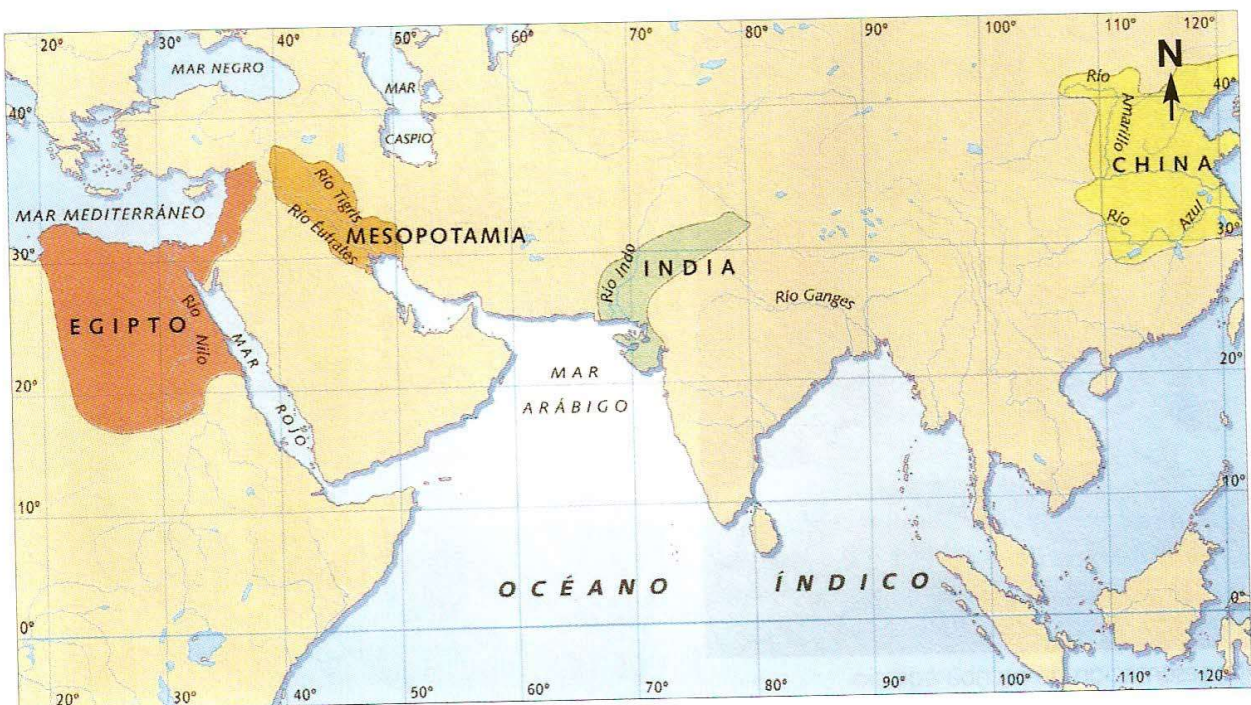 20° 30° 40° 50° 60° 70° 80° 90° 100° 110° 120°
MAR NEGRO
MAR
CASPIO
N
40°
40°
Río
Amarillo
CHINA
Río Tigris
Río Éufrates
MESOPOTAMIA
MAR MEDITERRÁNEO
Río
Azul
30°
30°
Río Indo
INDIA
Río Ganges
EGIPTO
Río
Nilo
MAR
ROJO
20°
20°
MAR
ARÁBIGO
10°
10°
OCÉANO ÍNDICO
0°
0°
20° 30° 40° 50° 60° 70° 80° 90° 100° 110° 120°